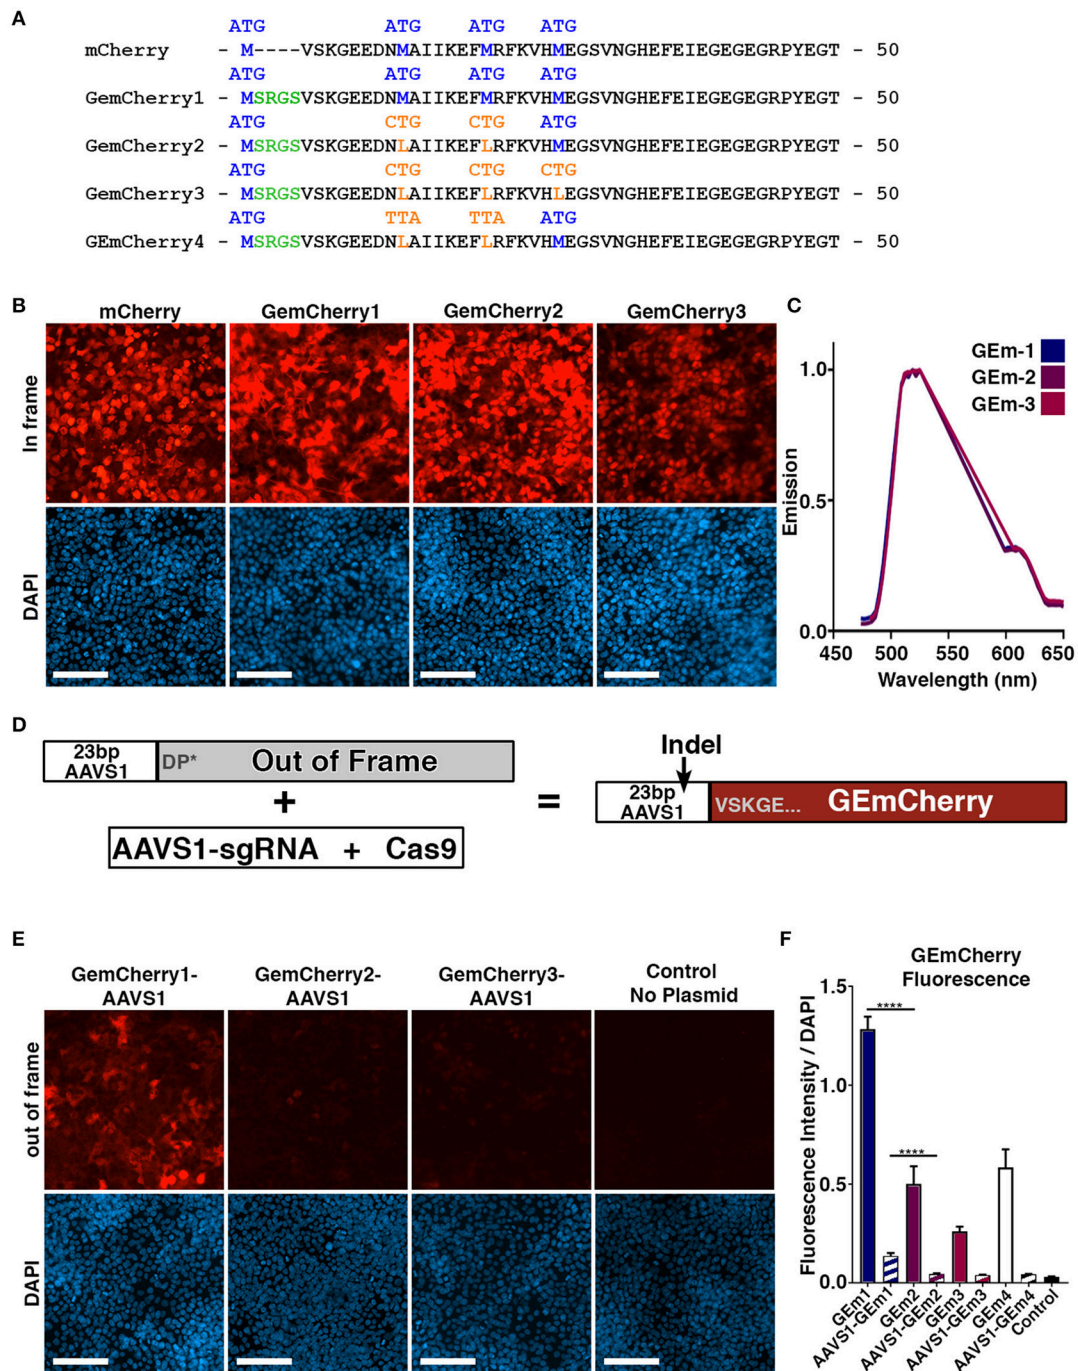 A
ATG ATG ATG ATG
mCherry - M----VSKGEEDNMAIIKEFMRFKVHMEGSVNGHEFEIEGEGEGRPYEGT - 50
ATG ATG ATG ATG
GemCherry1 - MSRGSVSKGEEDNMAIIKEFMRFKVHMEGSVNGHEFEIEGEGEGRPYEGT - 50
ATG CTG CTG ATG
GemCherry2 - MSRGSVSKGEEDNLAIIKEFLRFKVHMEGSVNGHEFEIEGEGEGRPYEGT - 50
ATG CTG CTG CTG
GemCherry3 - MSRGSVSKGEEDNLAIIKEFLRFKVHLEGSVNGHEFEIEGEGEGRPYEGT - 50
ATG TTA TTA ATG
GEmCherry4 - MSRGSVSKGEEDNLAIIKEFLRFKVHMEGSVNGHEFEIEGEGEGRPYEGT - 50
B
mCherry GemCherry1 GemCherry2 GemCherry3
In frame
DAPI
C
GEm-1
GEm-2
GEm-3
Emission
1.0
0.5
0.0
450 500 550 600 650
Wavelength (nm)
D
23bp
AAVS1
DP*
Out of Frame
+
AAVS1-sgRNA + Cas9
=
Indel
23bp
AAVS1
VSKGE... GEmCherry
E
GemCherry1-
AAVS1
GemCherry2-
AAVS1
GemCherry3-
AAVS1
Control
No Plasmid
out of frame
DAPI
F
GEmCherry
Fluorescence
Fluorescence Intensity / DAPI
1.5
1.0
0.5
0.0
****
****
GEm1
AAVS1-GEm1
GEm2
AAVS1-GEm2
GEm3
AAVS1-GEm3
GEm4
AAVS1-GEm4
Control